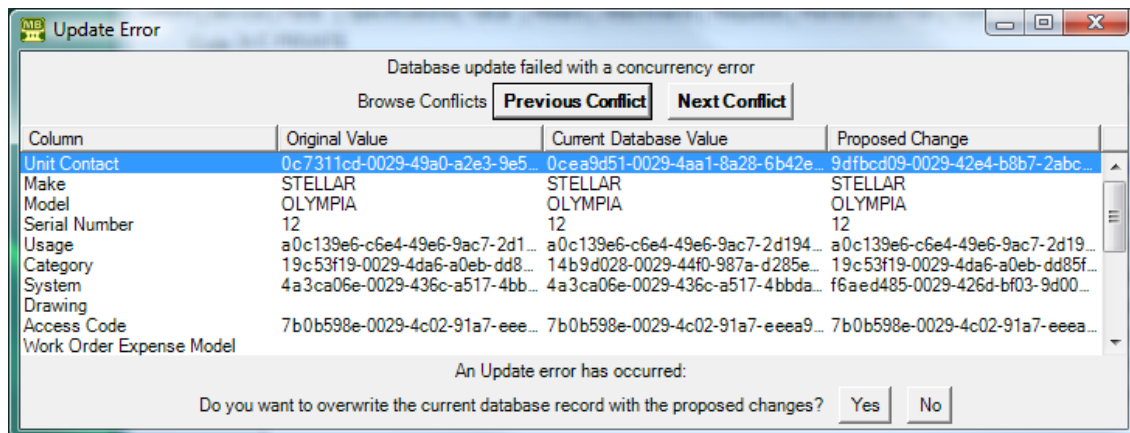 MB
Update Error
Database update failed with a concurrency error
Browse Conflicts Previous Conflict Next Conflict
Column Original Value Current Database Value Proposed Change
Unit Contact 0c7311cd-0029-49a0-a2e3-9e5... 0cea9d51-0029-4aa1-8a28-6b42e... 9dfbcd09-0029-42e4-b8b7-2abc...
Make STELLAR STELLAR STELLAR
Model OLYMPIA OLYMPIA OLYMPIA
Serial Number 12 12 12
Usage a0c139e6-c6e4-49e6-9ac7-2d1... a0c139e6-c6e4-49e6-9ac7-2d194... a0c139e6-c6e4-49e6-9ac7-2d19...
Category 19c53f19-0029-4da6-a0eb-dd8... 14b9d028-0029-44f0-987a-d285e... 19c53f19-0029-4da6-a0eb-dd85f...
System 4a3ca06e-0029-436c-a517-4bb... 4a3ca06e-0029-436c-a517-4bbda... f6aed485-0029-426d-bf03-9d00...
Drawing
Access Code 7b0b598e-0029-4c02-91a7-eee... 7b0b598e-0029-4c02-91a7-eeea9... 7b0b598e-0029-4c02-91a7-eeea...
Work Order Expense Model
An Update error has occurred:
Do you want to overwrite the current database record with the proposed changes? Yes No